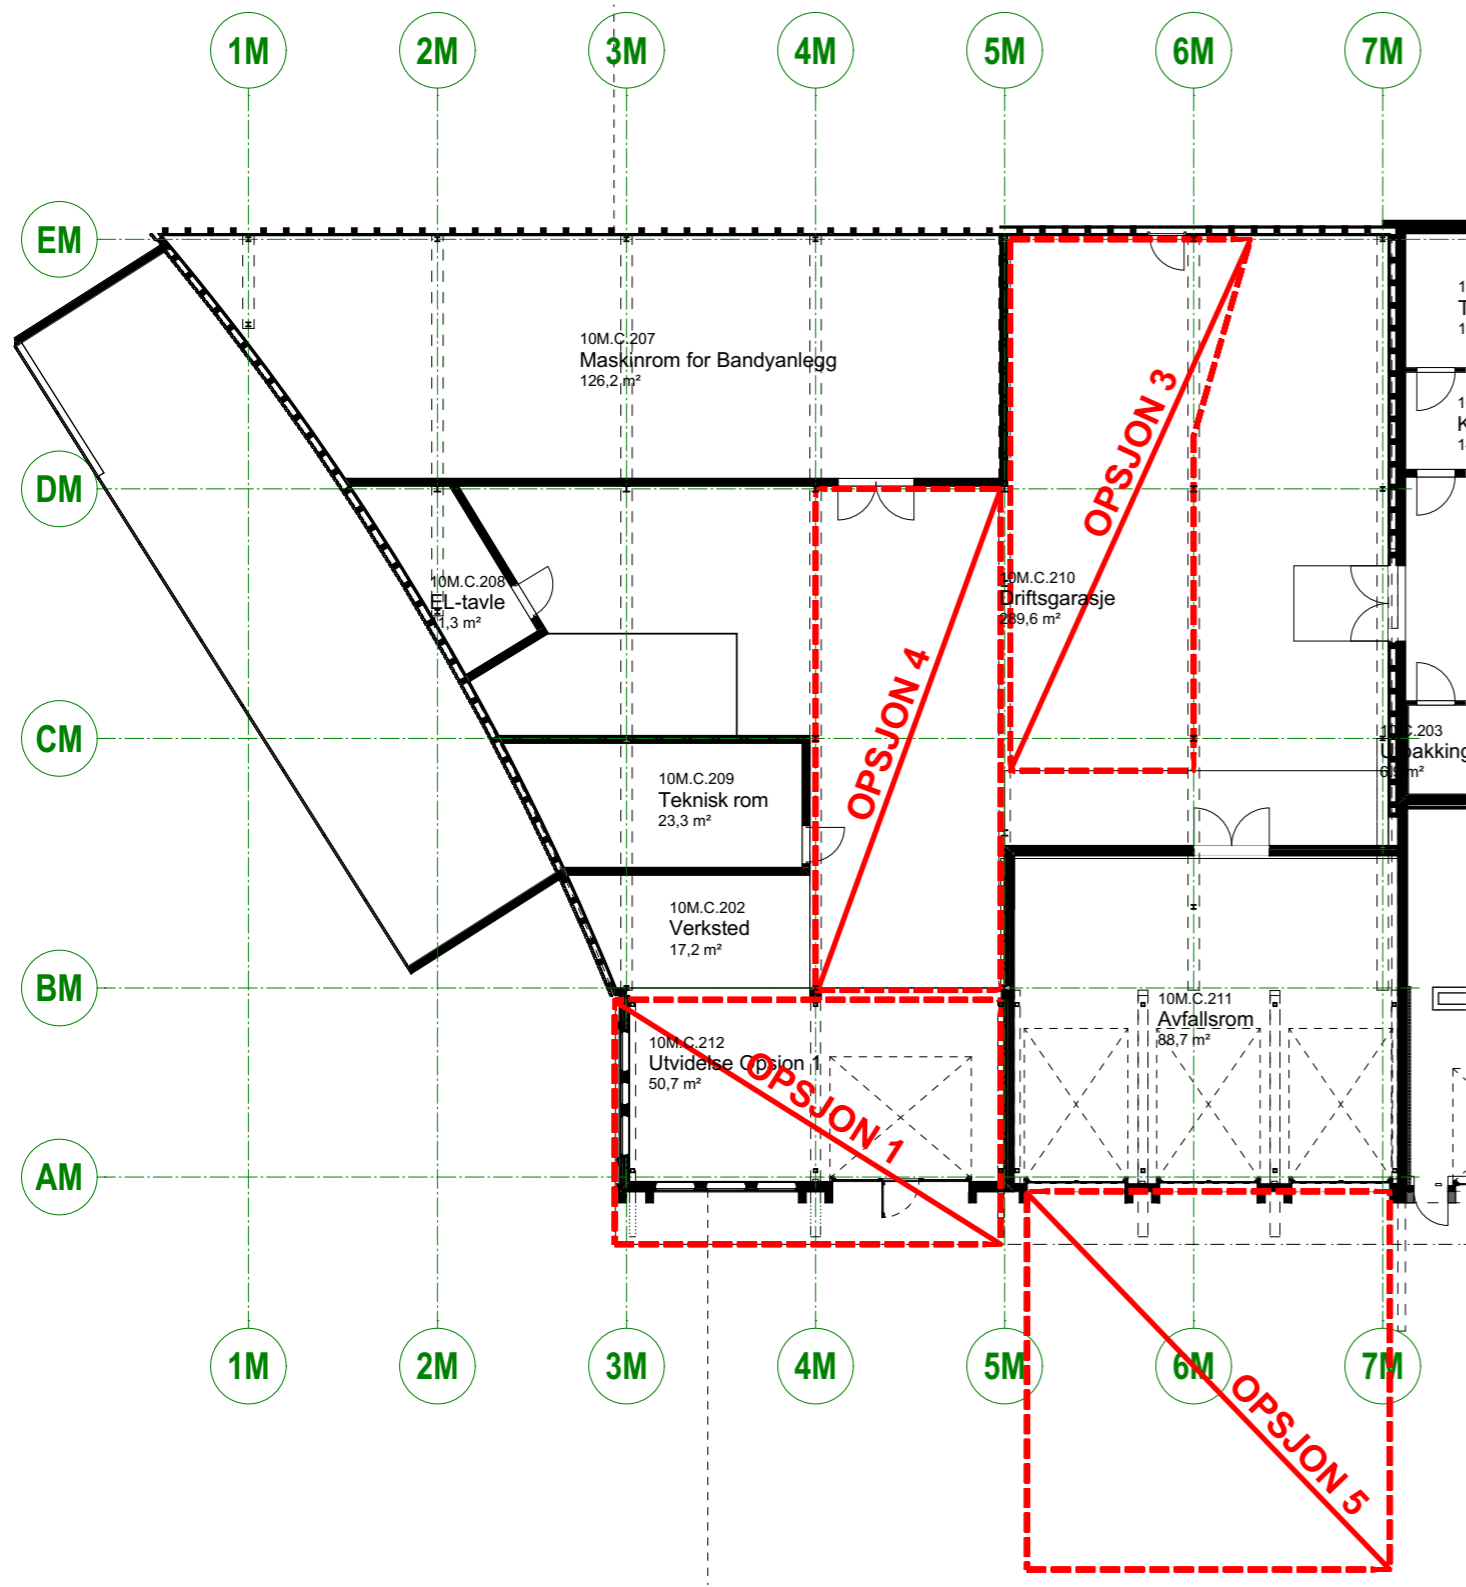 1M
2M
3M
4M
5M
6M
7M
EM
DM
CM
BM
AM
10M.C.207
Maskinrom for Bandyanlegg
126,2 m²
OPSJON 3
10M.C.208
EL-tavle
11,3 m²
10M.C.210
Driftsgarasje
289,6 m²
OPSJON 4
10M.C.209
Teknisk rom
23,3 m²
10M.C.202
Verksted
17,2 m²
10M.C.212
Utvidelse Opsjon 1
50,7 m²
OPSJON 1
10M.C.211
Avfallsrom
88,7 m²
OPSJON 5
1M
2M
3M
4M
5M
6M
7M